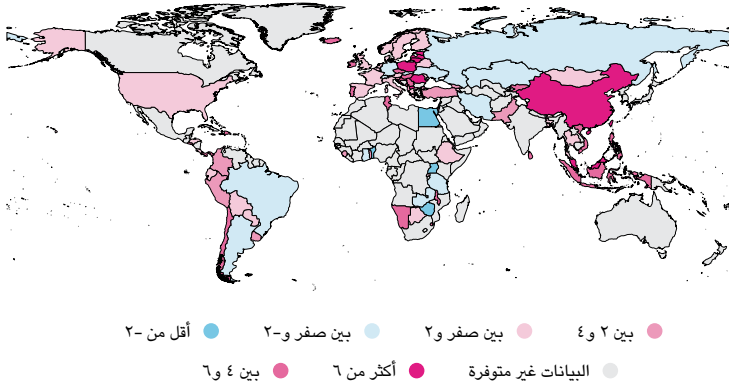 بين ٢ و٤ بين صفر و٢ بين صفر و-٢ أقل من -٢
البيانات غير متوفرة أكثر من ٦ بين ٤ و٦